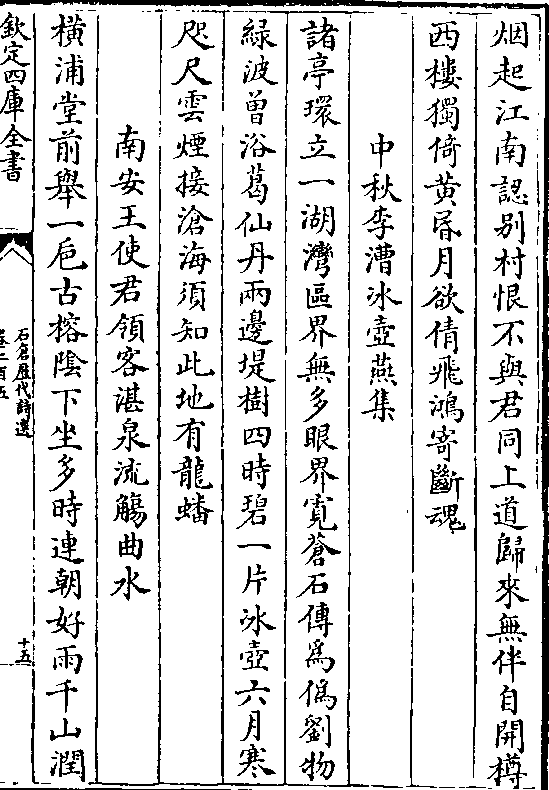 烟起江南認别村恨不與君同上道歸來無伴自開樽
西樓獨倚黄昏月欲倩飛鴻寄斷魂
中秋李漕冰壺燕集
諸亭環立一湖灣區界無多眼界寛蒼石傳為僞劉物
緑波曽浴葛仙丹兩邊堤樹四時碧一片冰壺六月寒
咫尺雲煙接滄海須知此地有龍蟠
南安王使君領客湛泉流觴曲水
横浦堂前舉一巵古榕陰下坐多時連朝好雨千山潤
欽定四庫全書
石倉歴代詩選
卷二百五
十五